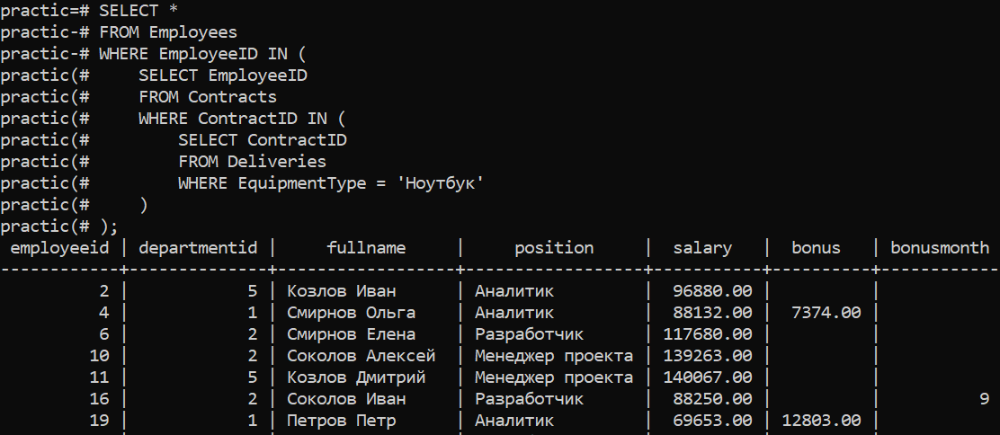 practic=# SELECT *
practic-# FROM Employees
practic-# WHERE EmployeeID IN (
practic(#     SELECT EmployeeID
practic(#     FROM Contracts
practic(#     WHERE ContractID IN (
practic(#         SELECT ContractID
practic(#         FROM Deliveries
practic(#         WHERE EquipmentType = 'Ноутбук'
practic(#     )
practic(# );
 employeeid | departmentid |     fullname     |     position     |  salary   |  bonus   | bonusmonth
------------+--------------+------------------+------------------+-----------+----------+------------
          2 |            5 | Козлов Иван      | Аналитик         |  96880.00 |          |
          4 |            1 | Смирнов Ольга    | Аналитик         |  88132.00 |  7374.00 |
          6 |            2 | Смирнов Елена    | Разработчик      | 117680.00 |          |
         10 |            2 | Соколов Алексей  | Менеджер проекта | 139263.00 |          |
         11 |            5 | Козлов Дмитрий   | Менеджер проекта | 140067.00 |          |
         16 |            2 | Соколов Иван     | Разработчик      |  88250.00 |          |          9
         19 |            1 | Петров Петр      | Аналитик         |  69653.00 | 12803.00 |